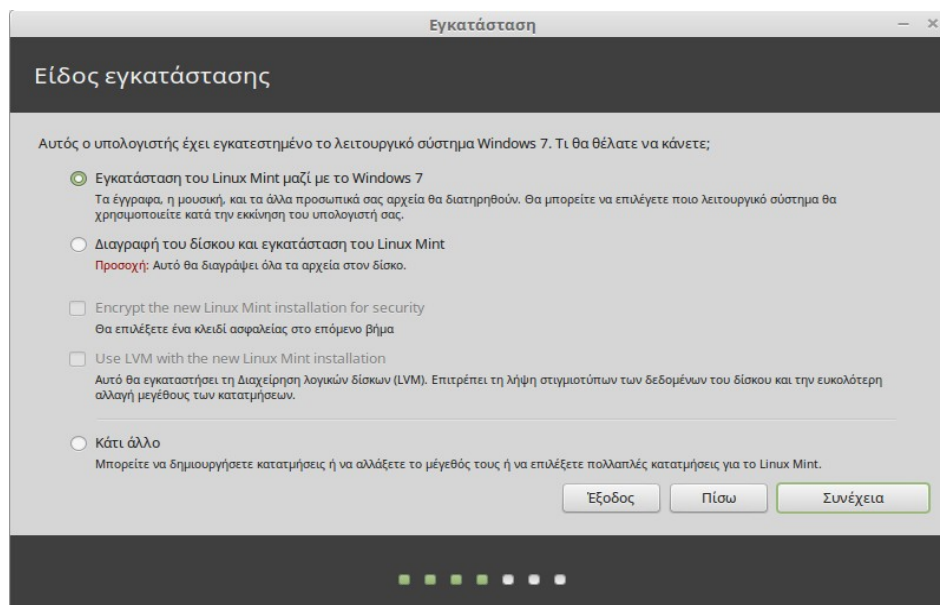 Εγκατάσταση
Είδος εγκατάστασης
Αυτός ο υπολογιστής έχει εγκατεστημένο το λειτουργικό σύστημα Windows 7. Τι θα θέλατε να κάνετε;
Εγκατάσταση του Linux Mint μαζί με το Windows 7
Τα έγγραφα, η μουσική, και τα άλλα προσωπικά σας αρχεία θα διατηρηθούν. Θα μπορείτε να επιλέγετε ποιο λειτουργικό σύστημα θα
χρησιμοποιείτε κατά την εκκίνηση του υπολογιστή σας.
Διαγραφή του δίσκου και εγκατάσταση του Linux Mint
Προσοχή: Αυτό θα διαγράψει όλα τα αρχεία στον δίσκο.
Encrypt the new Linux Mint installation for security
Θα επιλέξετε ένα κλειδί ασφαλείας στο επόμενο βήμα
Use LVM with the new Linux Mint installation
Αυτό θα εγκαταστήσει τη Διαχείρηση λογικών δίσκων (LVM). Επιτρέπει τη λήψη στιγμιοτύπων των δεδομένων του δίσκου και την ευκολότερη
αλλαγή μεγέθους των κατατμήσεων.
Κάτι άλλο
Μπορείτε να δημιουργήσετε κατατμήσεις ή να αλλάξετε το μέγεθός τους ή να επιλέξετε πολλαπλές κατατμήσεις για το Linux Mint.
Έξοδος Πίσω Συνέχεια